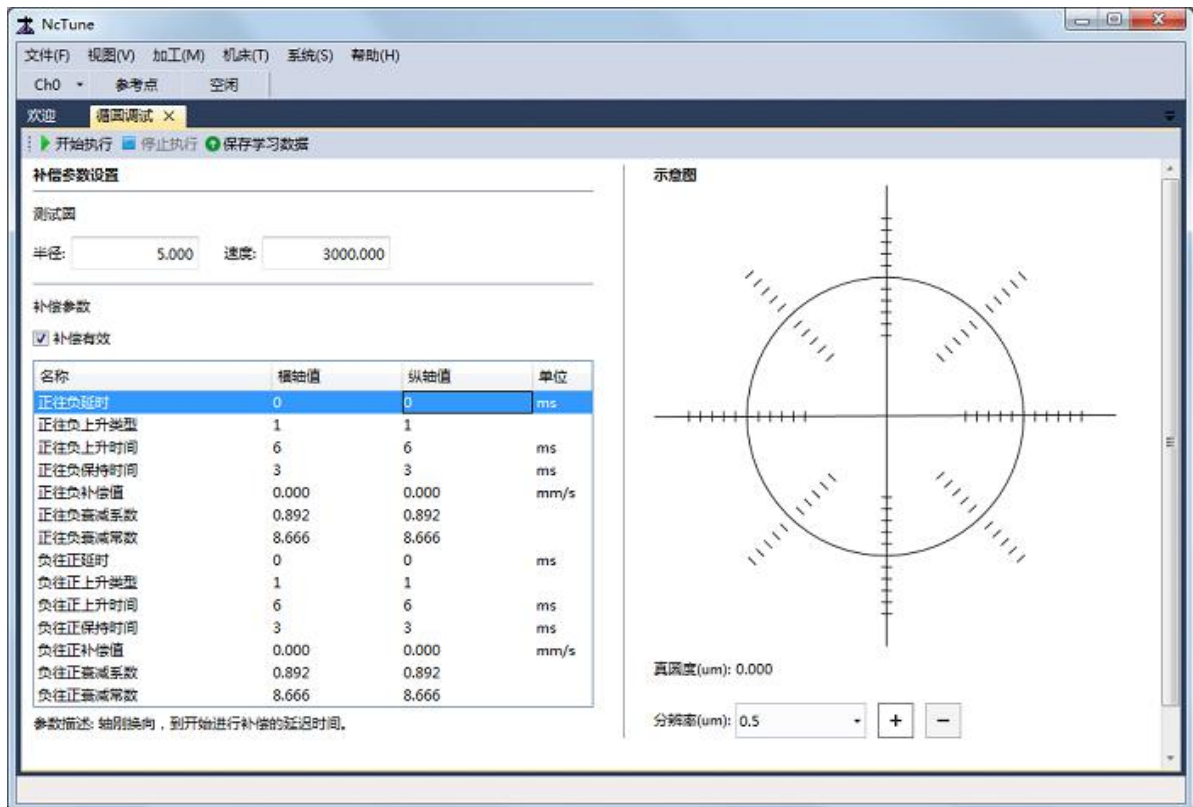 NcTune
文件(F) 视图(V) 加工(M) 机床(T) 系统(S) 帮助(H)
Ch0 参考点 空闲
欢迎 循圆调试
开始执行 停止执行 保存学习数据
补偿参数设置
测试圆
半径: 5.000 速度: 3000.000
补偿参数
补偿有效
名称 横轴值 纵轴值 单位
正往负延时 0 0 ms
正往负上升类型 1 1
正往负上升时间 6 6 ms
正往负保持时间 3 3 ms
正往负补偿值 0.000 0.000 mm/s
正往负衰减系数 0.892 0.892
正往负衰减常数 8.666 8.666
负往正延时 0 0 ms
负往正上升类型 1 1
负往正上升时间 6 6 ms
负往正保持时间 3 3 ms
负往正补偿值 0.000 0.000 mm/s
负往正衰减系数 0.892 0.892
负往正衰减常数 8.666 8.666
参数描述: 轴刚换向，到开始进行补偿的延迟时间。
示意图
真圆度(um): 0.000
分辨率(um): 0.5